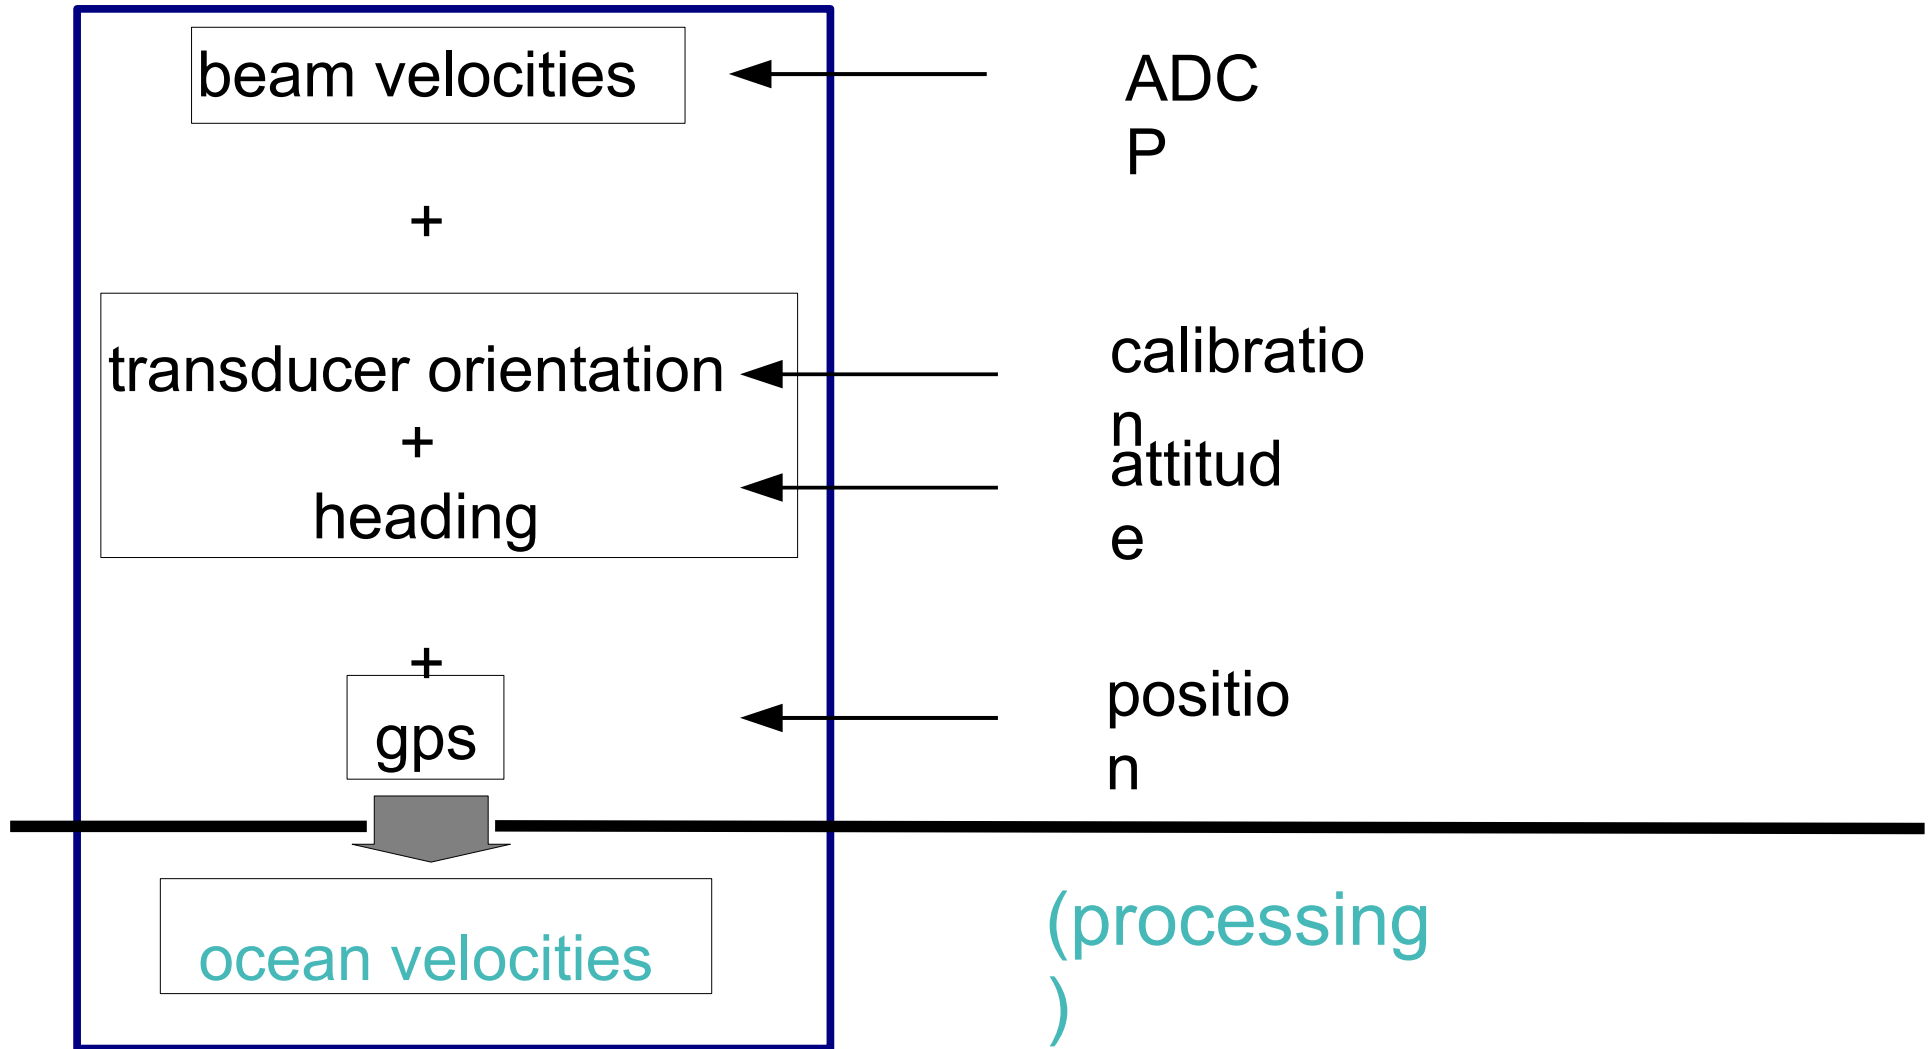 beam velocities
ADC
P
+
transducer orientation
calibratio
n
+
attitud
e
heading
+
gps
positio
n
ocean velocities
(processing
)